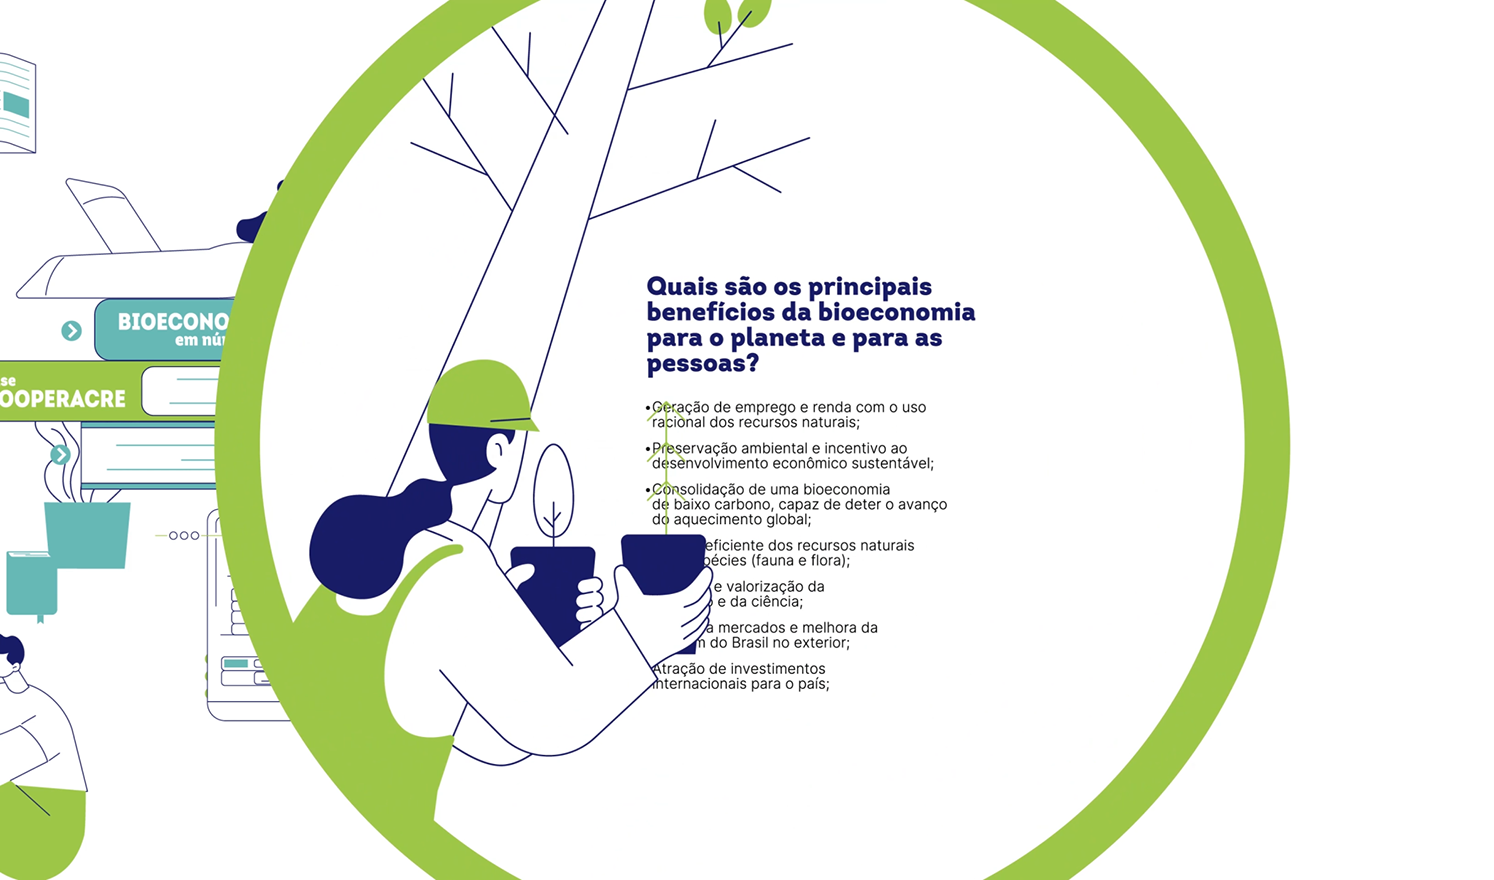 BIOECONO
em nú
se
OOPERACRE
Quais são os principais
benefícios da bioeconomia
para o planeta e para as
pessoas?
•Geração de emprego e renda com o uso
racional dos recursos naturais;
•Preservação ambiental e incentivo ao
desenvolvimento econômico sustentável;
•Consolidação de uma bioeconomia
de baixo carbono, capaz de deter o avanço
do aquecimento global;
eficiente dos recursos naturais
pécies (fauna e flora);
e valorização da
e da ciência;
a mercados e melhora da
m do Brasil no exterior;
Atração de investimentos
internacionais para o país;